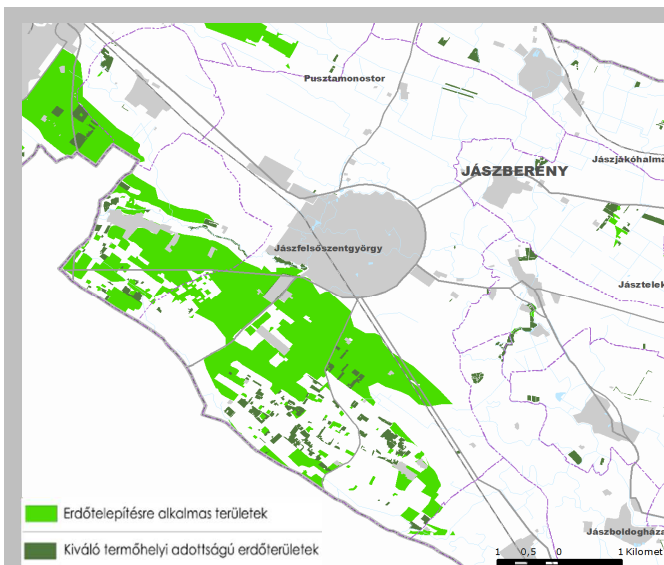 Pusztamonostor
JÁSZBERÉNY
Jászjákóhalma
Jászfelsőszentgyörgy
Jásztelek
Erdőtelepítésre alkalmas területek
Kiváló termőhelyi adottságú erdőterületek
Jászboldogháza
1 0,5 0 1 Kilomet